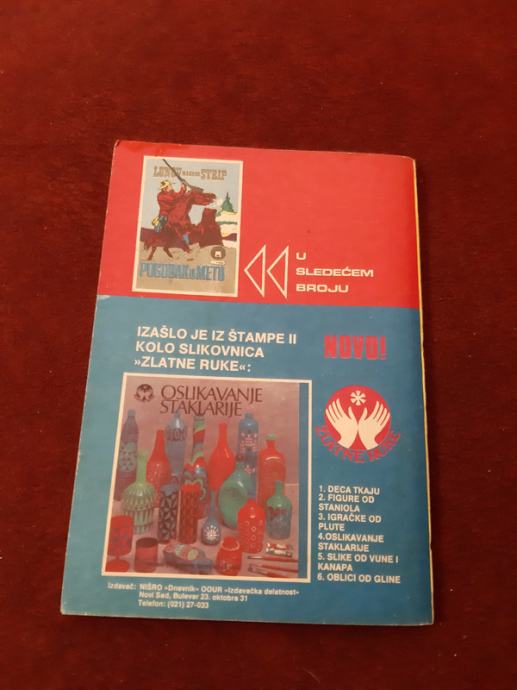 LUNOV MAGNUS STRIP
POGODAK U METU
U
SLEDEĆEM
BROJU
IZAŠLO JE IZ ŠTAMPE II
KOLO SLIKOVNICA
»ZLATNE RUKE«:
NOVO!
OSLIKAVANJE
STAKLARIJE
ZLATNE RUKE
1. DECA TKAJU
2. FIGURE OD
STANIOLA
3. IGRAČKE OD
PLUTE
4.OSLIKAVANJE
STAKLARIJE
5. SLIKE OD VUNE I
KANAPA
6. OBLICI OD GLINE
Izdavač: NIŠRO »Dnevnik« OOUR »Izdavačka delatnost«
Novi Sad, Bulevar 23. oktobra 31
Telefon: (021) 27-033